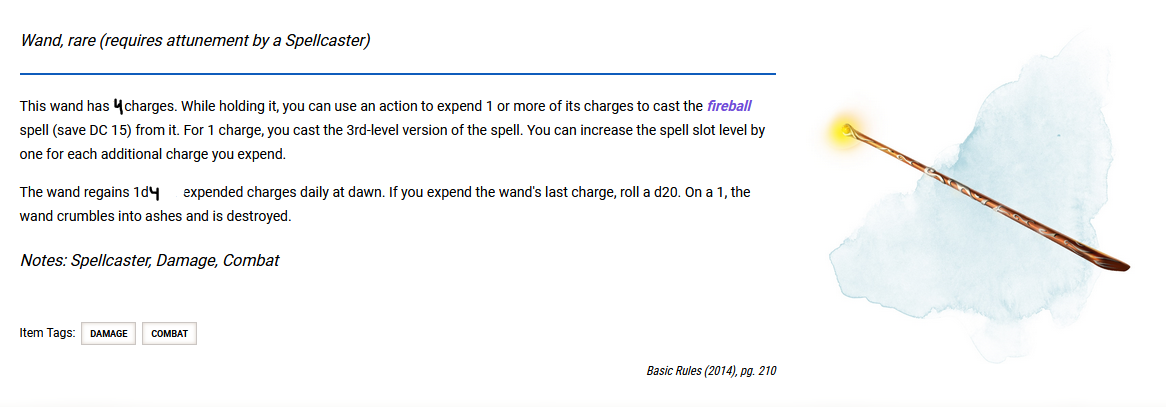 Wand, rare (requires attunement by a Spellcaster)
This wand has 4 charges. While holding it, you can use an action to expend 1 or more of its charges to cast the fireball
spell (save DC 15) from it. For 1 charge, you cast the 3rd-level version of the spell. You can increase the spell slot level by
one for each additional charge you expend.
The wand regains 1d4 expended charges daily at dawn. If you expend the wand's last charge, roll a d20. On a 1, the
wand crumbles into ashes and is destroyed.
Notes: Spellcaster, Damage, Combat
Item Tags: DAMAGE COMBAT
Basic Rules (2014), pg. 210